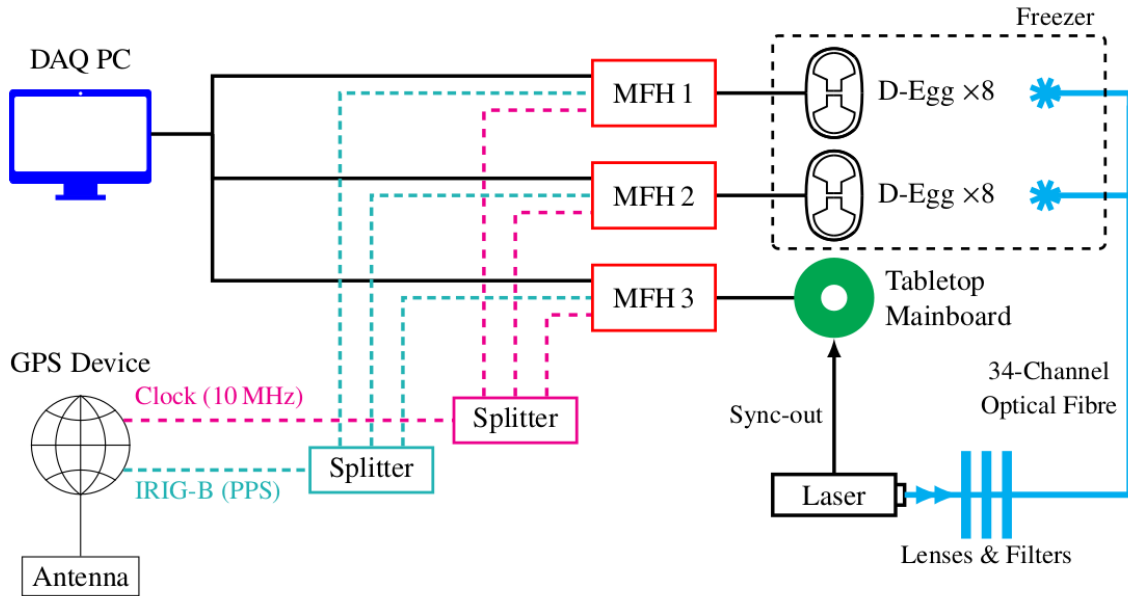 Freezer
DAQ PC
MFH 1
D-Egg ×8
MFH 2
D-Egg ×8
MFH 3
Tabletop
Mainboard
GPS Device
Clock (10 MHz)
Splitter
Sync-out
34-Channel
Optical Fibre
IRIG-B (PPS)
Splitter
Laser
Lenses & Filters
Antenna